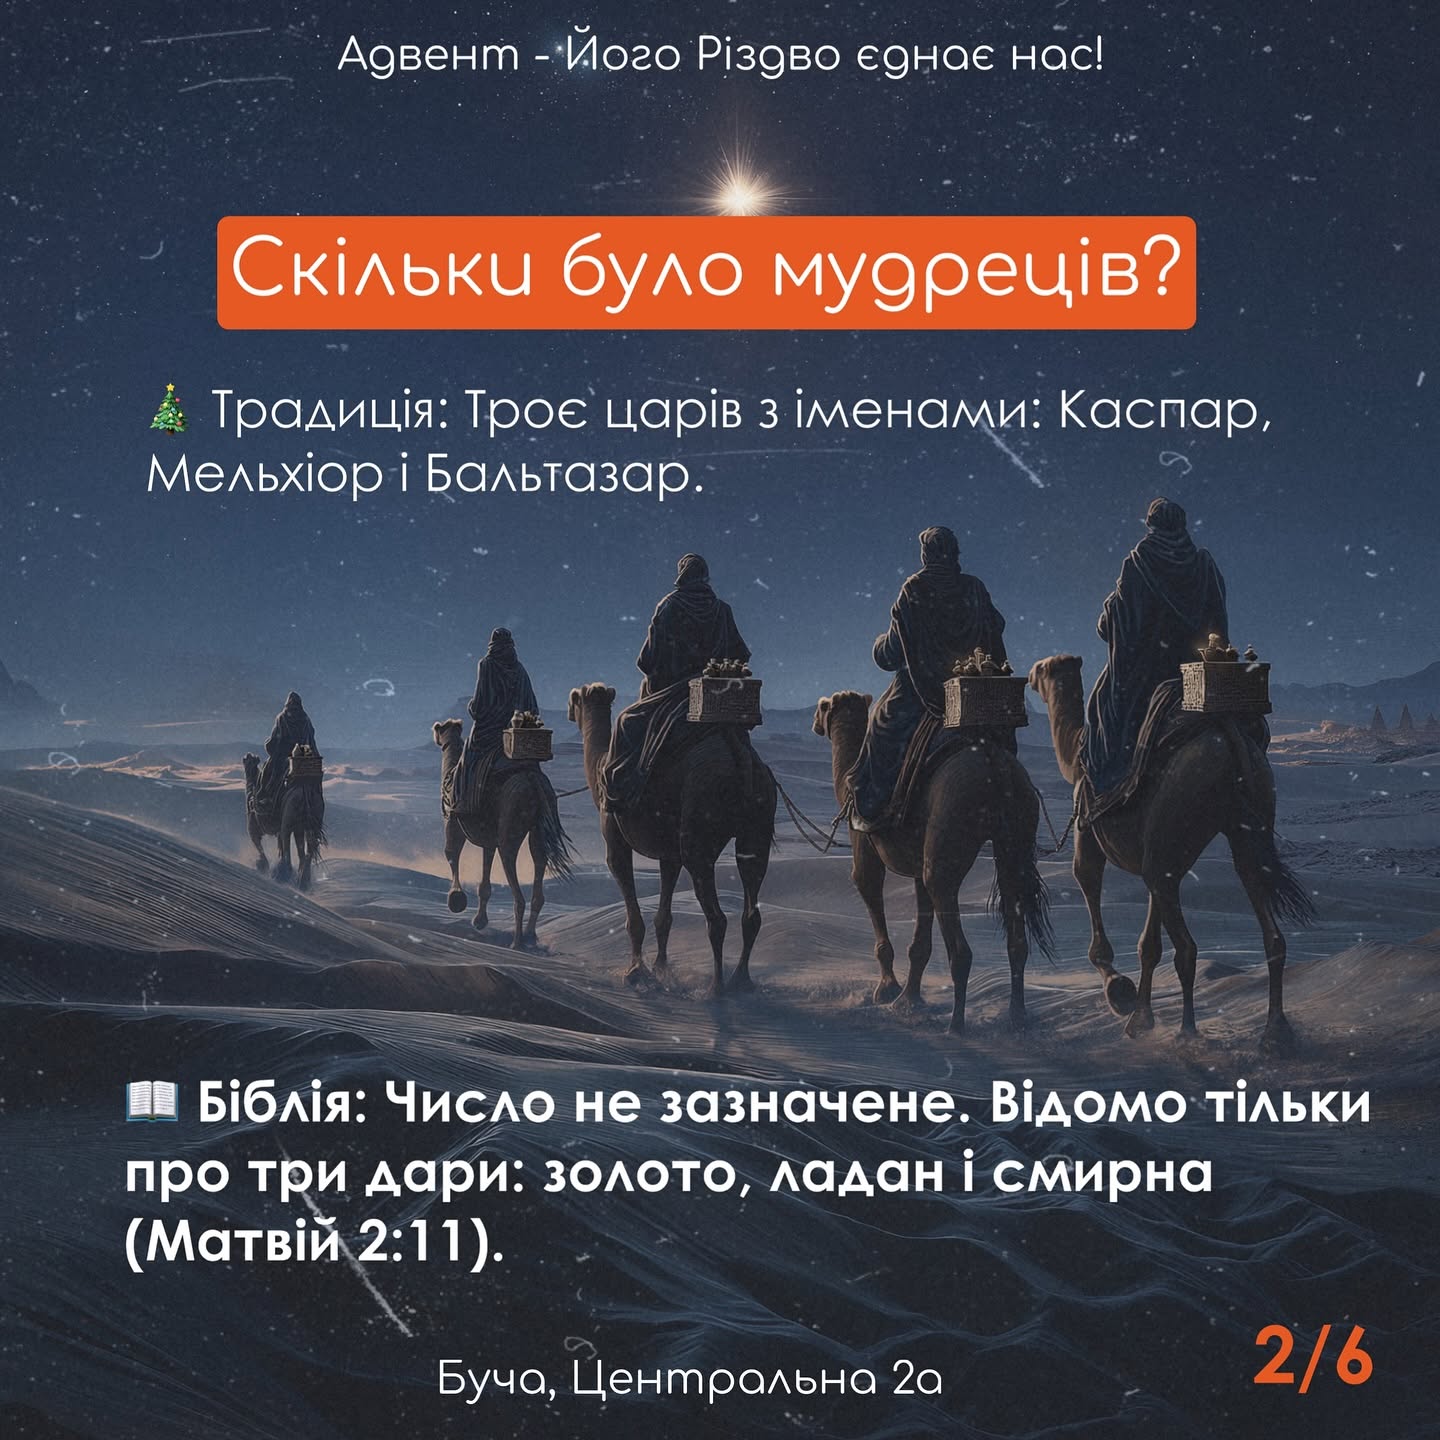 Адвент - Його Різдво єднає нас!
Скільки було мудреців?
🎄 Традиція: Троє царів з іменами: Каспар,
Мельхіор і Бальтазар.
📖 Біблія: Число не зазначене. Відомо тільки
про три дари: золото, ладан і смирна
(Матвій 2:11).
2/6
Буча, Центральна 2а